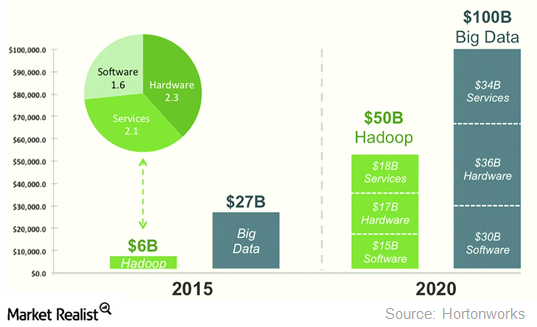 $100B
Big Data
$100,000.0
$90,000.0
$80,000.0
$70,000.0
$60,000.0
$50,000.0
$40,000.0
$30,000.0
$20,000.0
$10,000.0
$0.0
Software
1.6
Hardware
2.3
Services
2.1
$6B
Hadoop
$27B
Big
Data
2015
$50B
Hadoop
$18B
Services
$17B
Hardware
$15B
Software
$34B
Services
$36B
Hardware
$30B
Software
2020
Market Realist
Source: Hortonworks